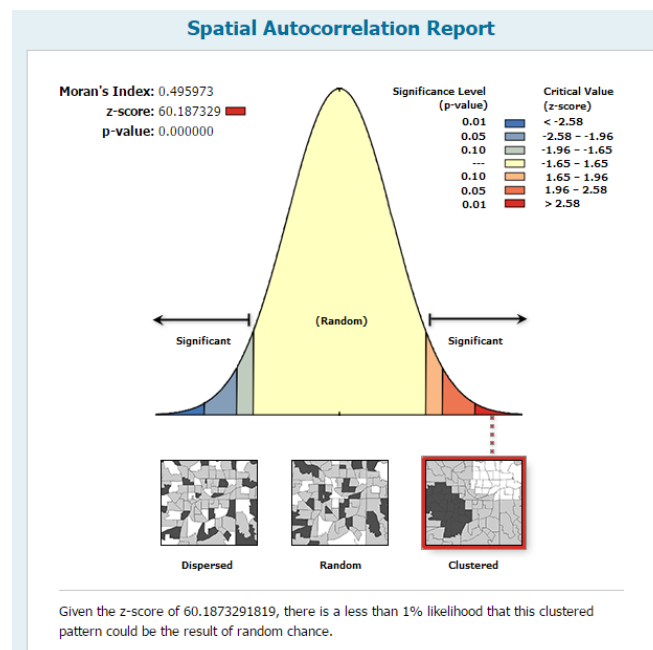 Spatial Autocorrelation Report
Moran's Index: 0.495973
z-score: 60.187329
p-value: 0.000000
Significance Level Critical Value
(p-value) (z-score)
0.01 < -2.58
0.05 -2.58 – -1.96
0.10 -1.96 – -1.65
--- -1.65 – 1.65
0.10 1.65 – 1.96
0.05 1.96 – 2.58
0.01 > 2.58
(Random)
Significant Significant
Dispersed Random Clustered
Given the z-score of 60.1873291819, there is a less than 1% likelihood that this clustered
pattern could be the result of random chance.